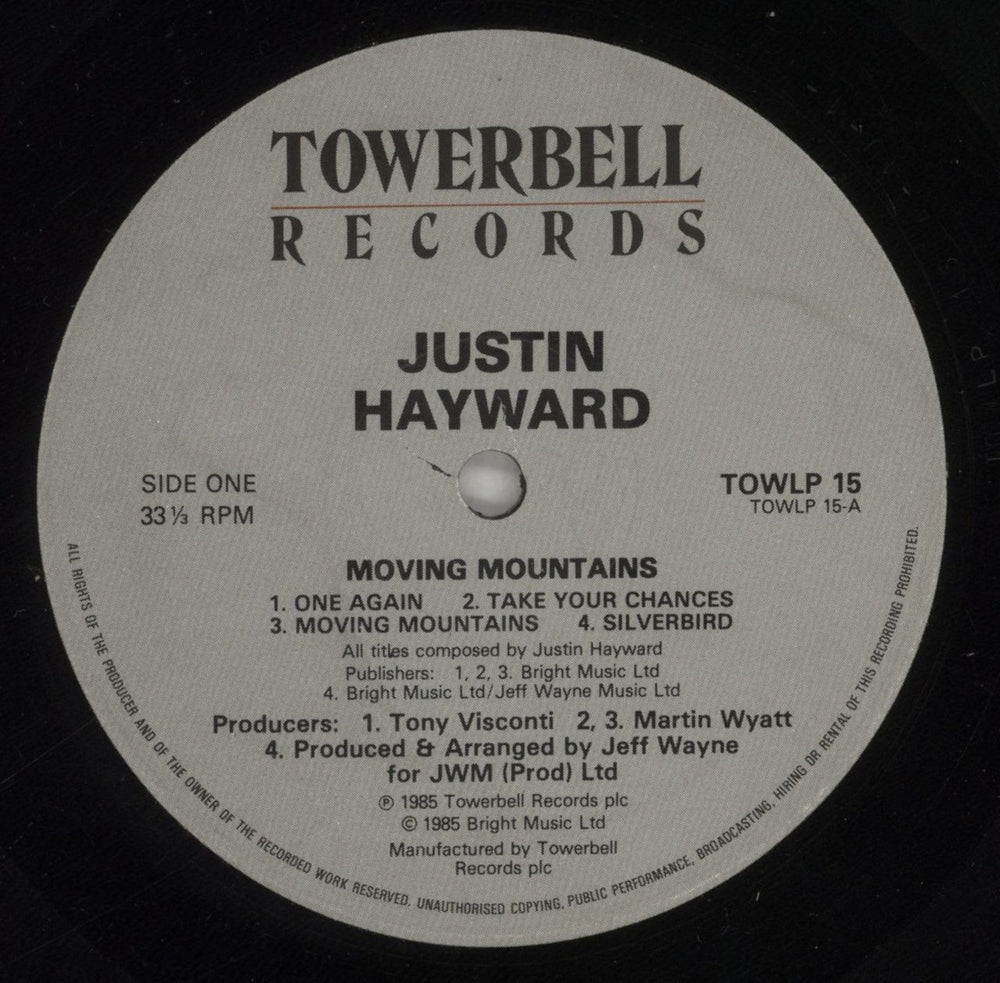 TOWERBELL
RECORDS
JUSTIN
HAYWARD
SIDE ONE
33⅓ RPM
TOWLP 15
TOWLP 15-A
MOVING MOUNTAINS
1. ONE AGAIN 2. TAKE YOUR CHANCES
3. MOVING MOUNTAINS 4. SILVERBIRD
All titles composed by Justin Hayward
Publishers: 1, 2, 3. Bright Music Ltd
4. Bright Music Ltd/Jeff Wayne Music Ltd
Producers: 1. Tony Visconti 2, 3. Martin Wyatt
4. Produced & Arranged by Jeff Wayne
for JWM (Prod) Ltd
℗ 1985 Towerbell Records plc
© 1985 Bright Music Ltd
Manufactured by Towerbell
Records plc
ALL RIGHTS OF THE PRODUCER AND OF THE OWNER OF THE RECORDED WORK RESERVED. UNAUTHORISED COPYING, PUBLIC PERFORMANCE, BROADCASTING, HIRING OR RENTAL OF THIS RECORDING PROHIBITED.